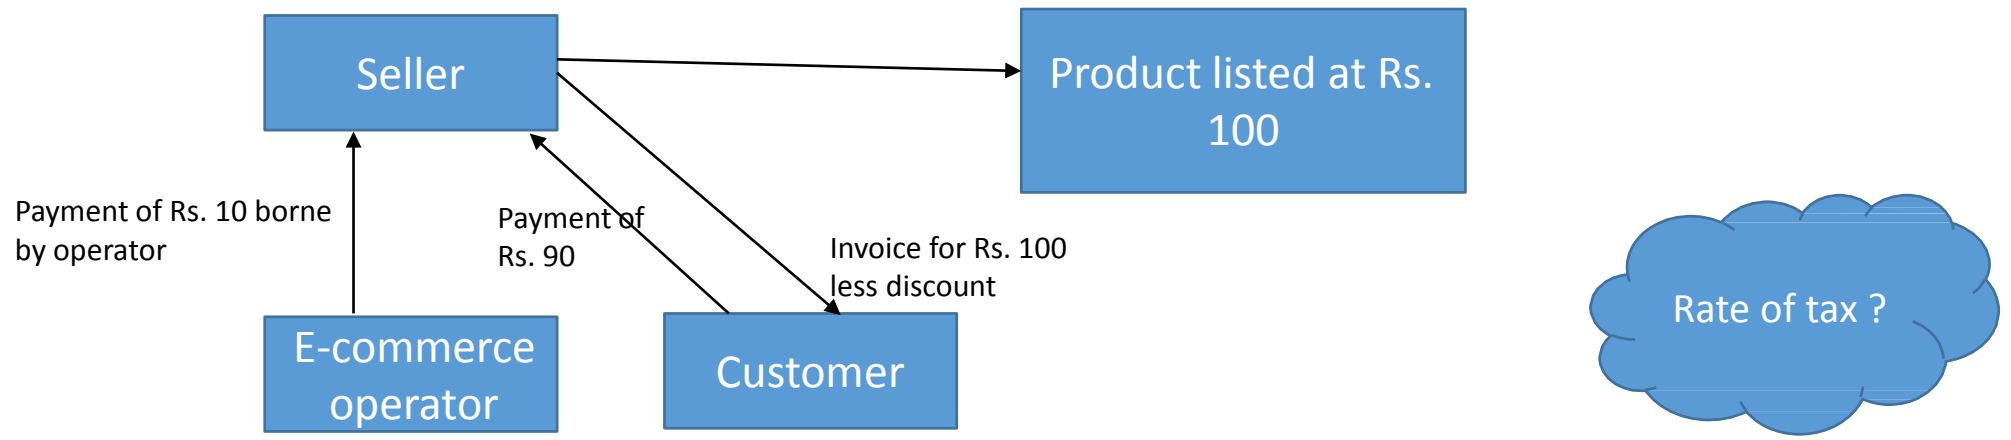 Seller
Product listed at Rs.
100
Payment of Rs. 10 borne
by operator
Payment of
Rs. 90
Invoice for Rs. 100
less discount
Rate of tax ?
E-commerce
operator
Customer